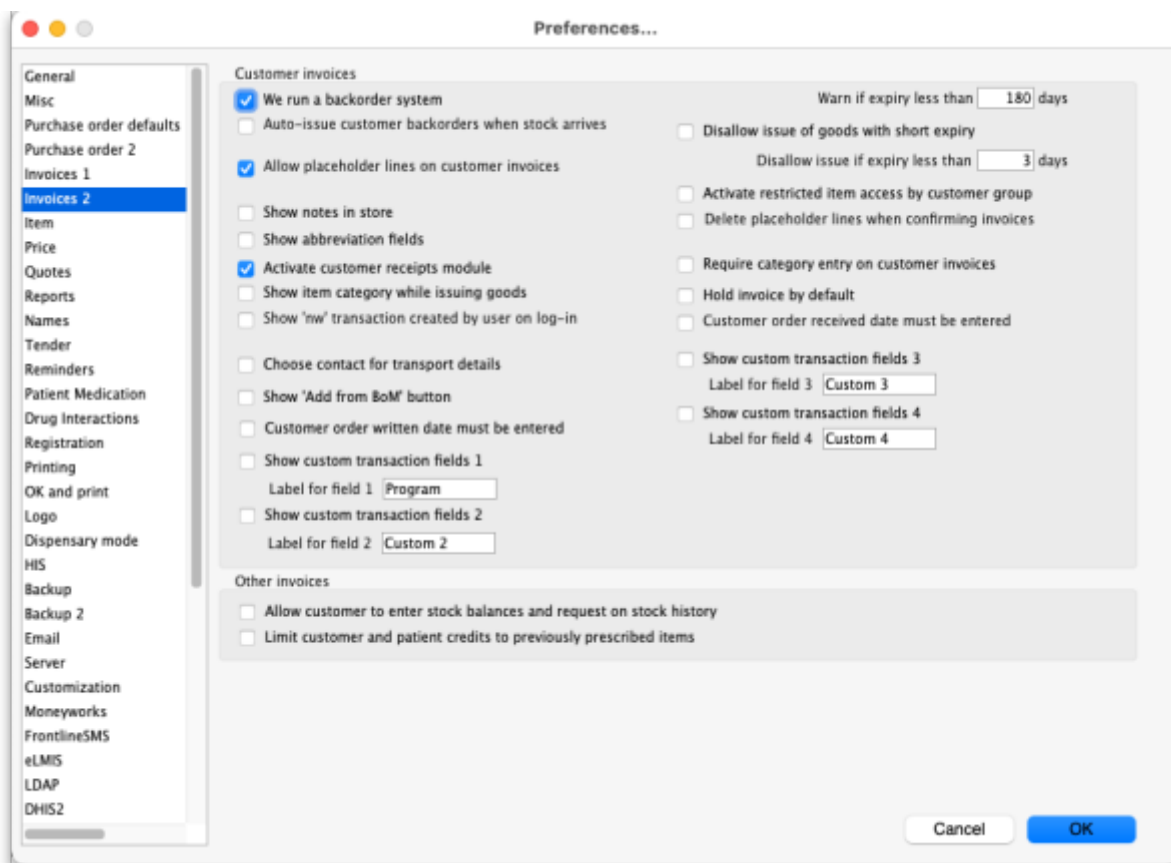 Preferences...
General
Misc
Purchase order defaults
Purchase order 2
Invoices 1
Invoices 2
Item
Price
Quotes
Reports
Names
Tender
Reminders
Patient Medication
Drug Interactions
Registration
Printing
OK and print
Logo
Dispensary mode
HIS
Backup
Backup 2
Email
Server
Customization
Moneyworks
FrontlineSMS
eLMIS
LDAP
DHIS2
Customer invoices
We run a backorder system
Auto-issue customer backorders when stock arrives
Allow placeholder lines on customer invoices
Show notes in store
Show abbreviation fields
Activate customer receipts module
Show item category while issuing goods
Show 'nw' transaction created by user on log-in
Choose contact for transport details
Show 'Add from BoM' button
Customer order written date must be entered
Show custom transaction fields 1
Label for field 1 Program
Show custom transaction fields 2
Label for field 2 Custom 2
Warn if expiry less than 180 days
Disallow issue of goods with short expiry
Disallow issue if expiry less than 3 days
Activate restricted item access by customer group
Delete placeholder lines when confirming invoices
Require category entry on customer invoices
Hold invoice by default
Customer order received date must be entered
Show custom transaction fields 3
Label for field 3 Custom 3
Show custom transaction fields 4
Label for field 4 Custom 4
Other invoices
Allow customer to enter stock balances and request on stock history
Limit customer and patient credits to previously prescribed items
Cancel
OK